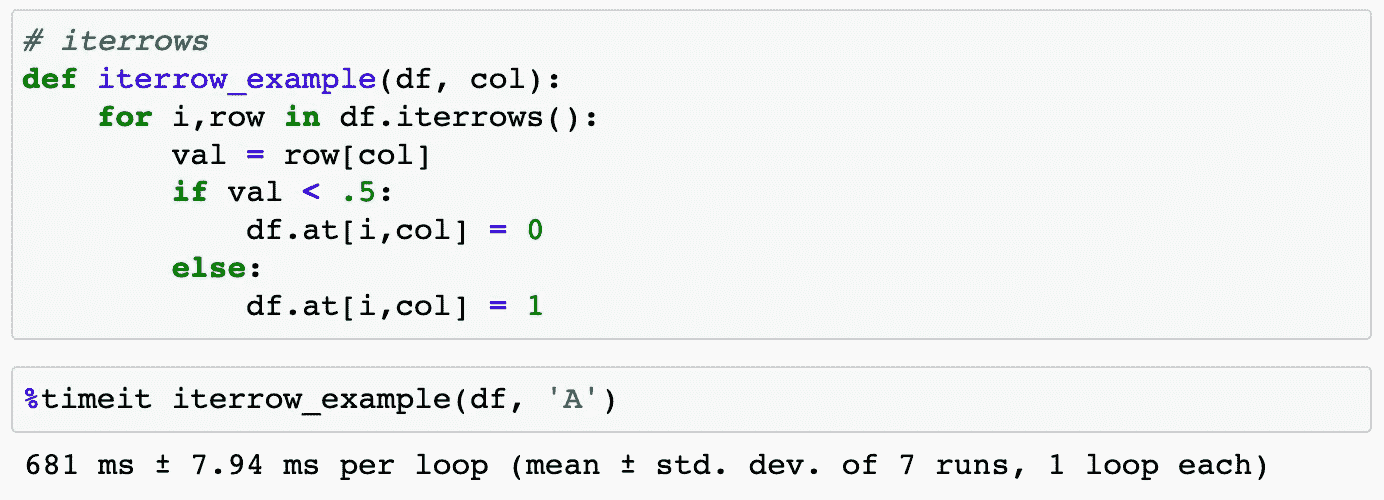 # iterrows
def iterrow_example(df, col):
    for i,row in df.iterrows():
        val = row[col]
        if val < .5:
            df.at[i,col] = 0
        else:
            df.at[i,col] = 1
%timeit iterrow_example(df, 'A')
681 ms ± 7.94 ms per loop (mean ± std. dev. of 7 runs, 1 loop each)